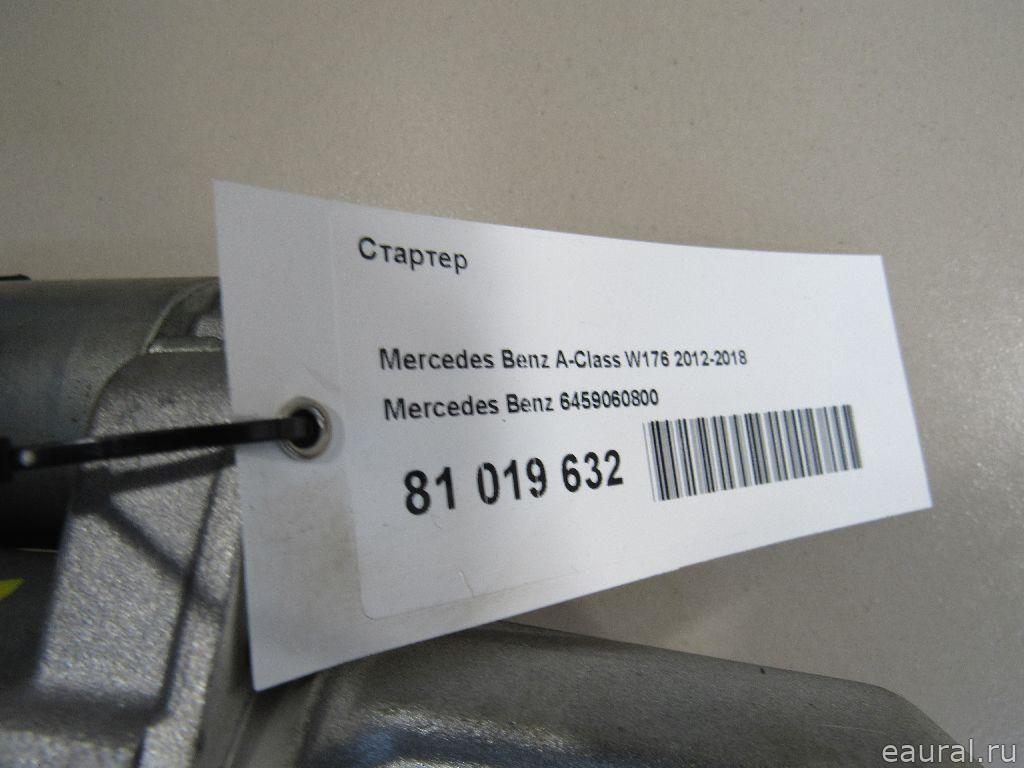 Стартер
Mercedes Benz A-Class W176 2012-2018
Mercedes Benz 6459060800
81 019 632
eaural.ru